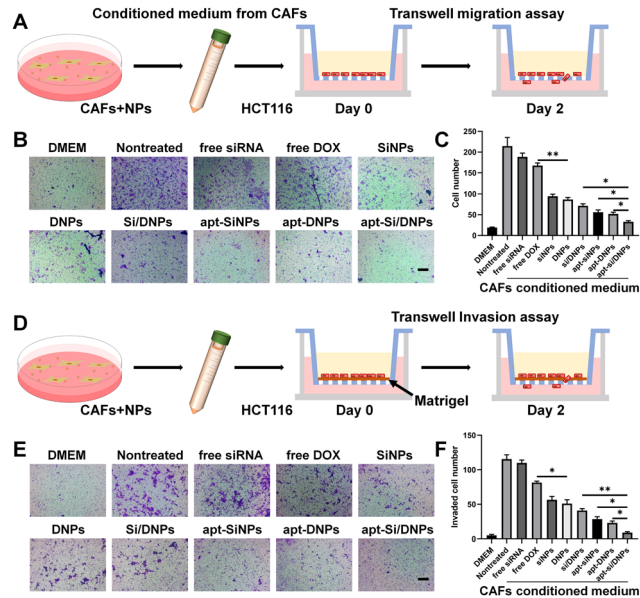 A
Conditioned medium from CAFs
Transwell migration assay
CAFs+NPs
HCT116
Day 0
Day 2
B
DMEM Nontreated free siRNA free DOX SiNPs
DNPs Si/DNPs apt-SiNPs apt-DNPs apt-Si/DNPs
C
Cell number
250
200
150
100
50
0
**
*
*
*
DMEM
Nontreated
free siRNA
free DOX
siNPs
DNPs
si/DNPs
apt-siNPs
apt-DNPs
apt-si/DNPs
CAFs conditioned medium
D
Transwell Invasion assay
CAFs+NPs
HCT116
Day 0
Matrigel
Day 2
E
DMEM Nontreated free siRNA free DOX SiNPs
DNPs Si/DNPs apt-SiNPs apt-DNPs apt-Si/DNPs
F
Invaded cell number
150
100
50
0
*
**
*
*
DMEM
Nontreated
free siRNA
free DOX
siNPs
DNPs
si/DNPs
apt-siNPs
apt-DNPs
apt-si/DNPs
CAFs conditioned medium